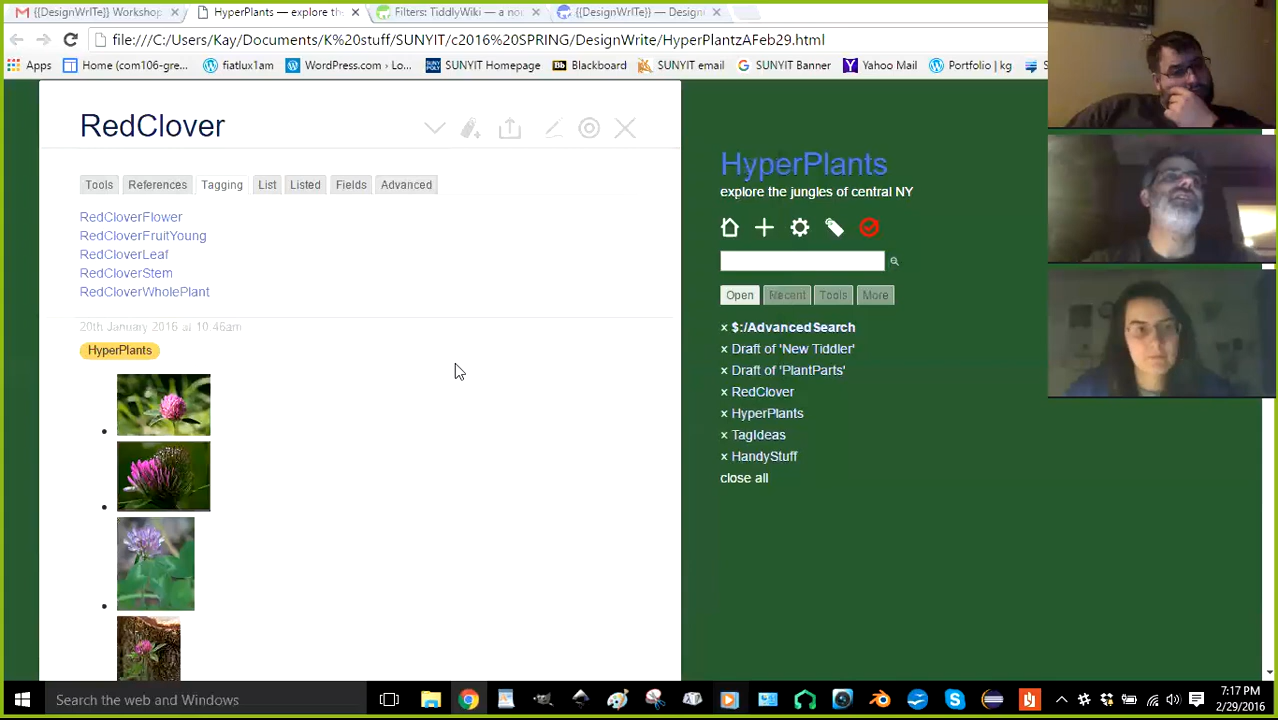 {{DesignWriTe}} Workshop
HyperPlants — explore the
Filters: TiddlyWiki — a no
{{DesignWrITe}} — Design
file:///C:/Users/Kay/Documents/K%20stuff/SUNYIT/c2016%20SPRING/DesignWrite/HyperPlantzAFeb29.html
Apps
Home (com106-gre...
fiatlux1am
WordPress.com › Lo...
SUNYIT Homepage
Blackboard
SUNYIT email
SUNYIT Banner
Yahoo Mail
Portfolio | kg
RedClover
Tools References Tagging List Listed Fields Advanced
RedCloverFlower
RedCloverFruitYoung
RedCloverLeaf
RedCloverStem
RedCloverWholePlant
20th January 2016 at 10.46am
HyperPlants
HyperPlants
explore the jungles of central NY
Open Recent Tools More
× $:/AdvancedSearch
× Draft of 'New Tiddler'
× Draft of 'PlantParts'
× RedClover
× HyperPlants
× TagIdeas
× HandyStuff
close all
Search the web and Windows
7:17 PM
2/29/2016